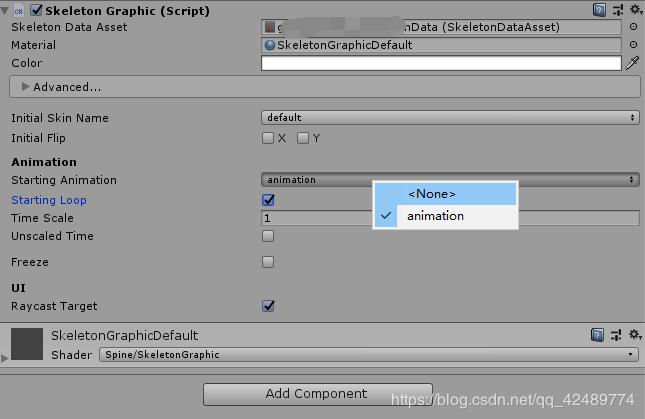 Skeleton Graphic (Script)
Skeleton Data Asset nData (SkeletonDataAsset)
Material SkeletonGraphicDefault
Color
Advanced...
Initial Skin Name default
Initial Flip X Y
Animation
Starting Animation animation
<None>
Starting Loop
animation
Time Scale 1
Unscaled Time
Freeze
UI
Raycast Target
SkeletonGraphicDefault
Shader Spine/SkeletonGraphic
Add Component
https://blog.csdn.net/qq_42489774